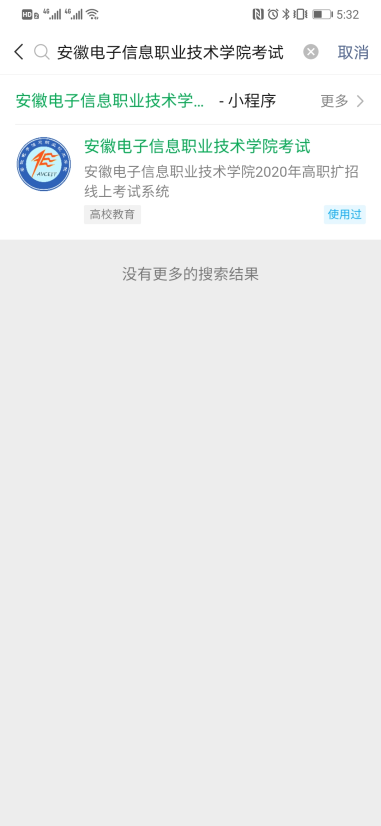 HD 4G 4G 5:32
安徽电子信息职业技术学院考试 取消
安徽电子信息职业技术学... - 小程序 更多
安徽电子信息职业技术学院考试
安徽电子信息职业技术学院2020年高职扩招
线上考试系统
AVCEIT
高校教育 使用过
没有更多的搜索结果